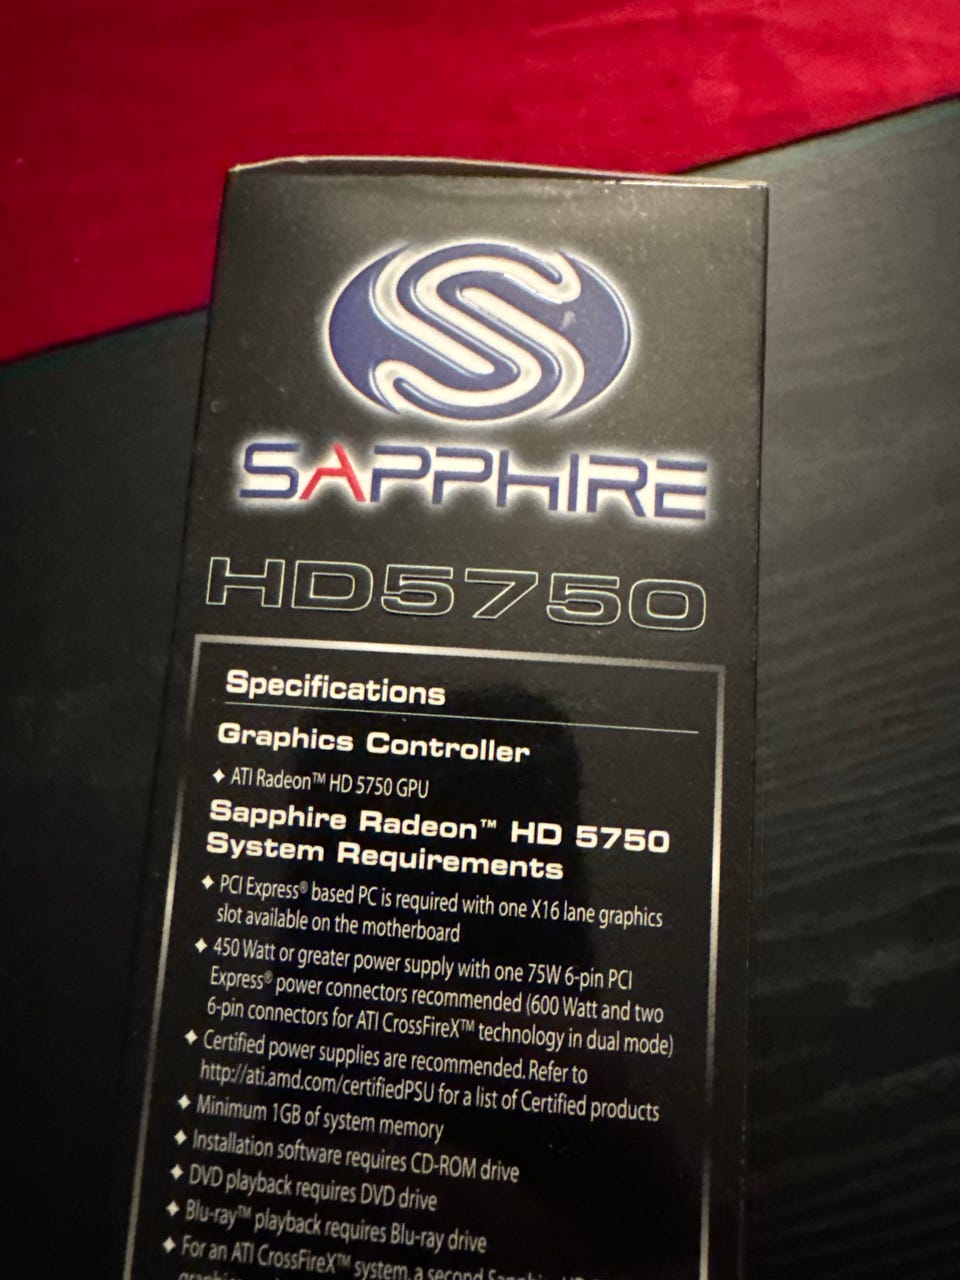 SAPPHIRE
HD5750
Specifications
Graphics Controller
✦ ATI Radeon™ HD 5750 GPU
Sapphire Radeon™ HD 5750
System Requirements
✦ PCI Express® based PC is required with one X16 lane graphics
slot available on the motherboard
✦ 450 Watt or greater power supply with one 75W 6-pin PCI
Express® power connectors recommended (600 Watt and two
6-pin connectors for ATI CrossFireX™ technology in dual mode)
✦ Certified power supplies are recommended. Refer to
http://ati.amd.com/certifiedPSU for a list of Certified products
✦ Minimum 1GB of system memory
✦ Installation software requires CD-ROM drive
✦ DVD playback requires DVD drive
✦ Blu-ray™ playback requires Blu-ray drive
✦ For an ATI CrossFireX™ system, a second